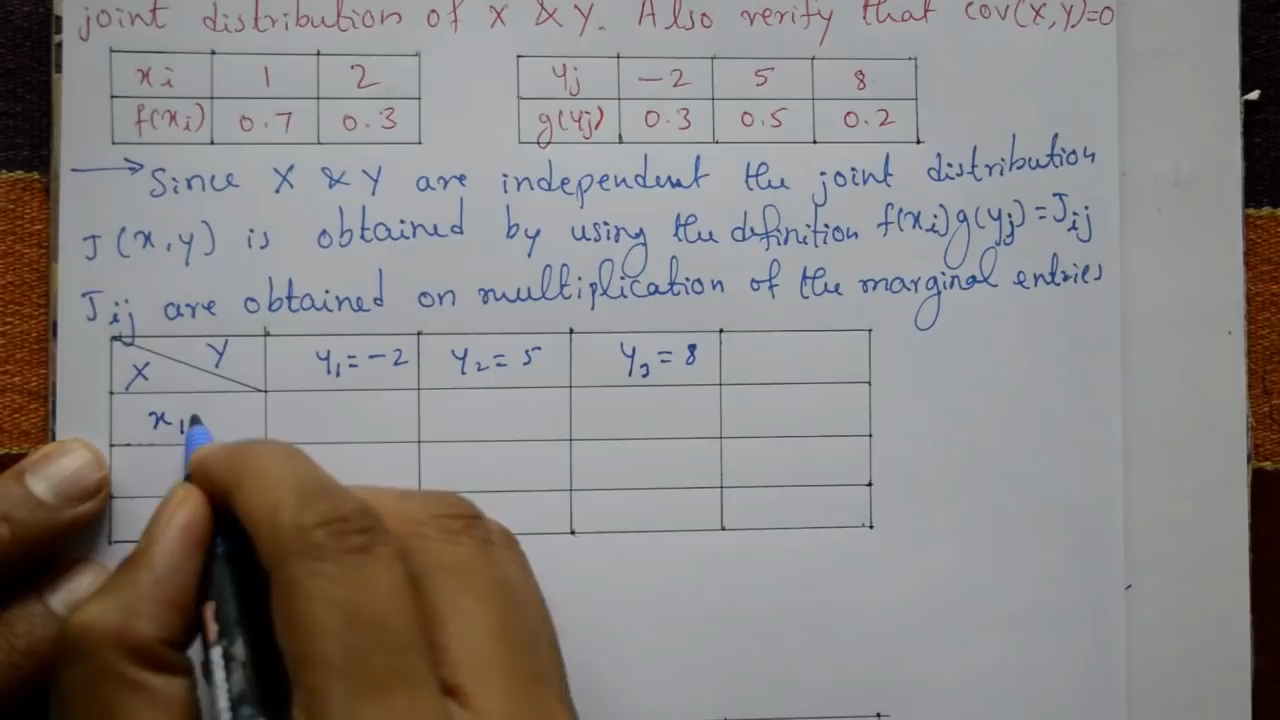 joint distribution of X & Y. Also verify that cov(X,Y)=0
xi 1 2
f(xi) 0.7 0.3
yj -2 5 8
g(yj) 0.3 0.5 0.2
→ Since X & Y are independent the joint distribution
J(x,y) is obtained by using the definition f(xi)g(yj)=Jij
Jij are obtained on multiplication of the marginal entries
X Y y1=-2 y2=5 y3=8
x1